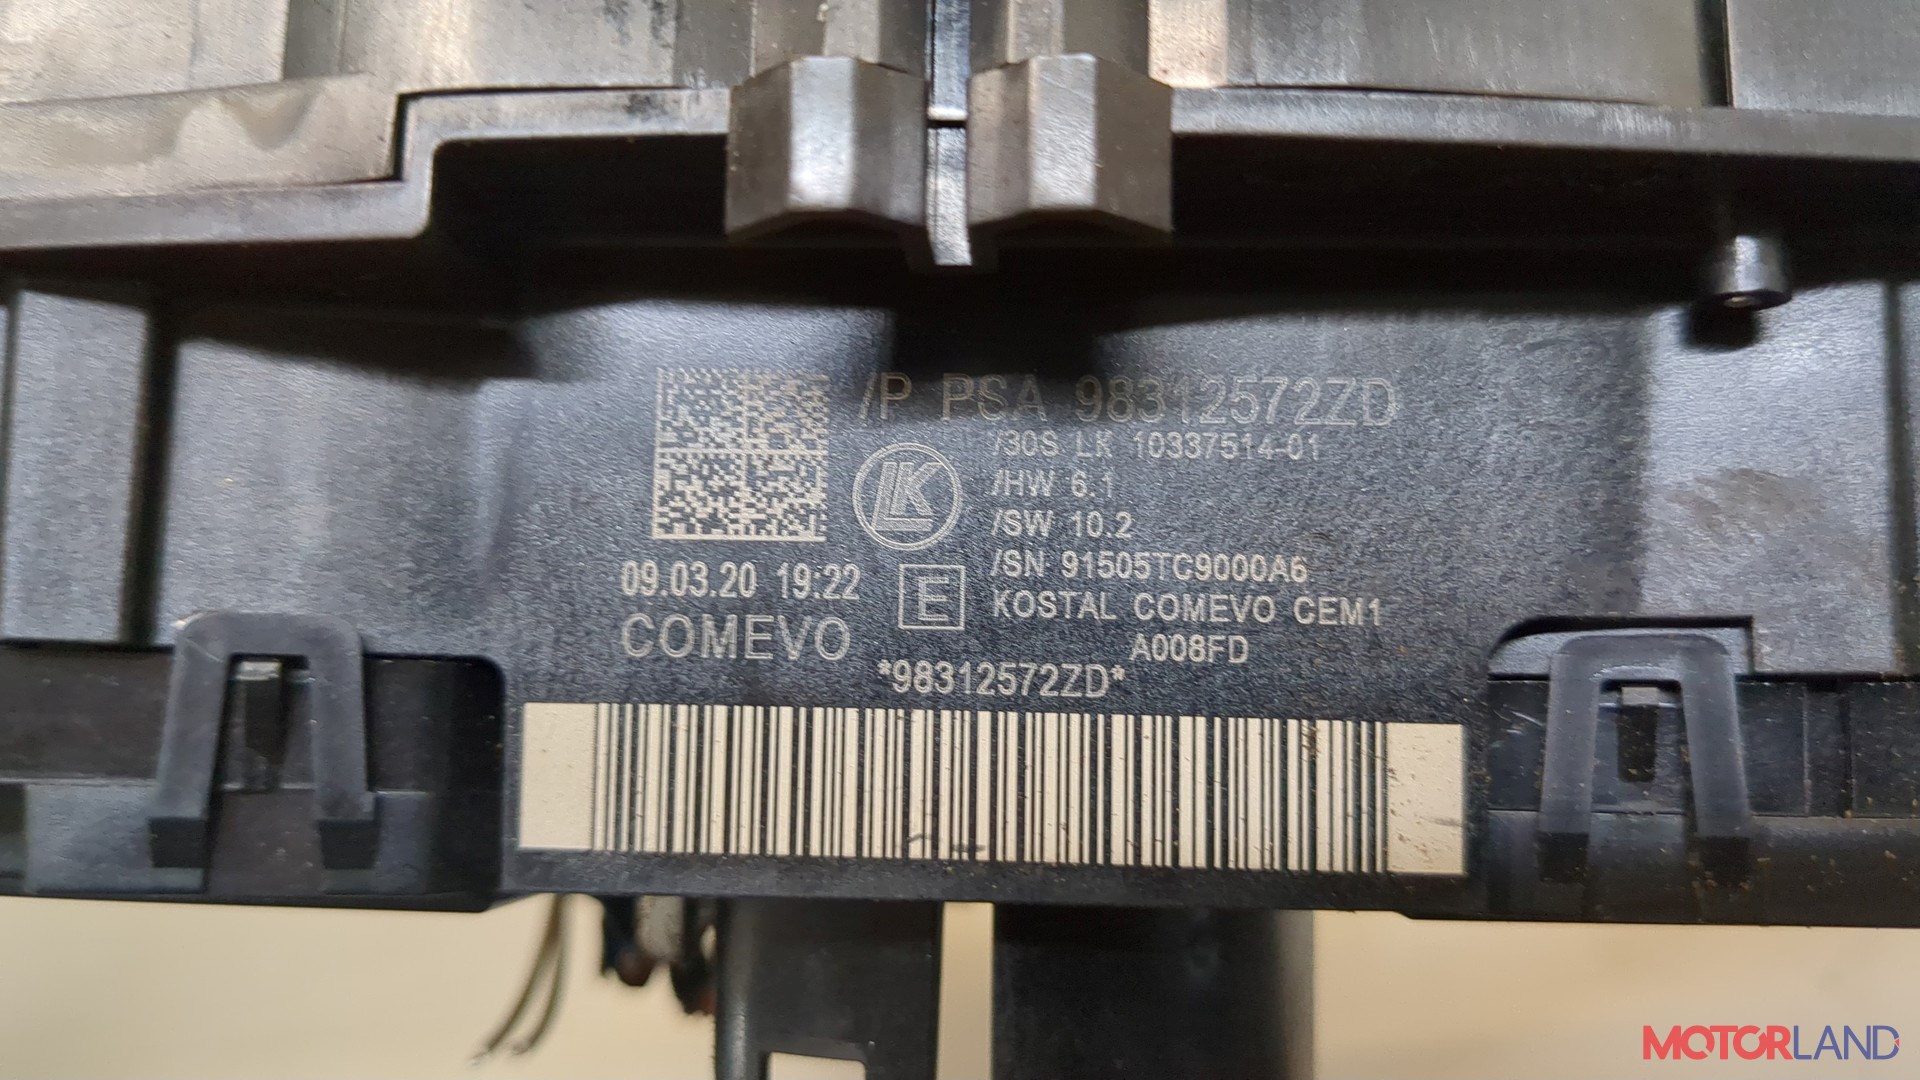 /P PSA 98312572ZD
/30S LK 10337514-01
LK
/HW 6.1
/SW 10.2
/SN 91505TC9000A6
09.03.20 19:22
E
KOSTAL COMEVO CEM1
COMEVO
A008FD
*98312572ZD*
MOTORLAND